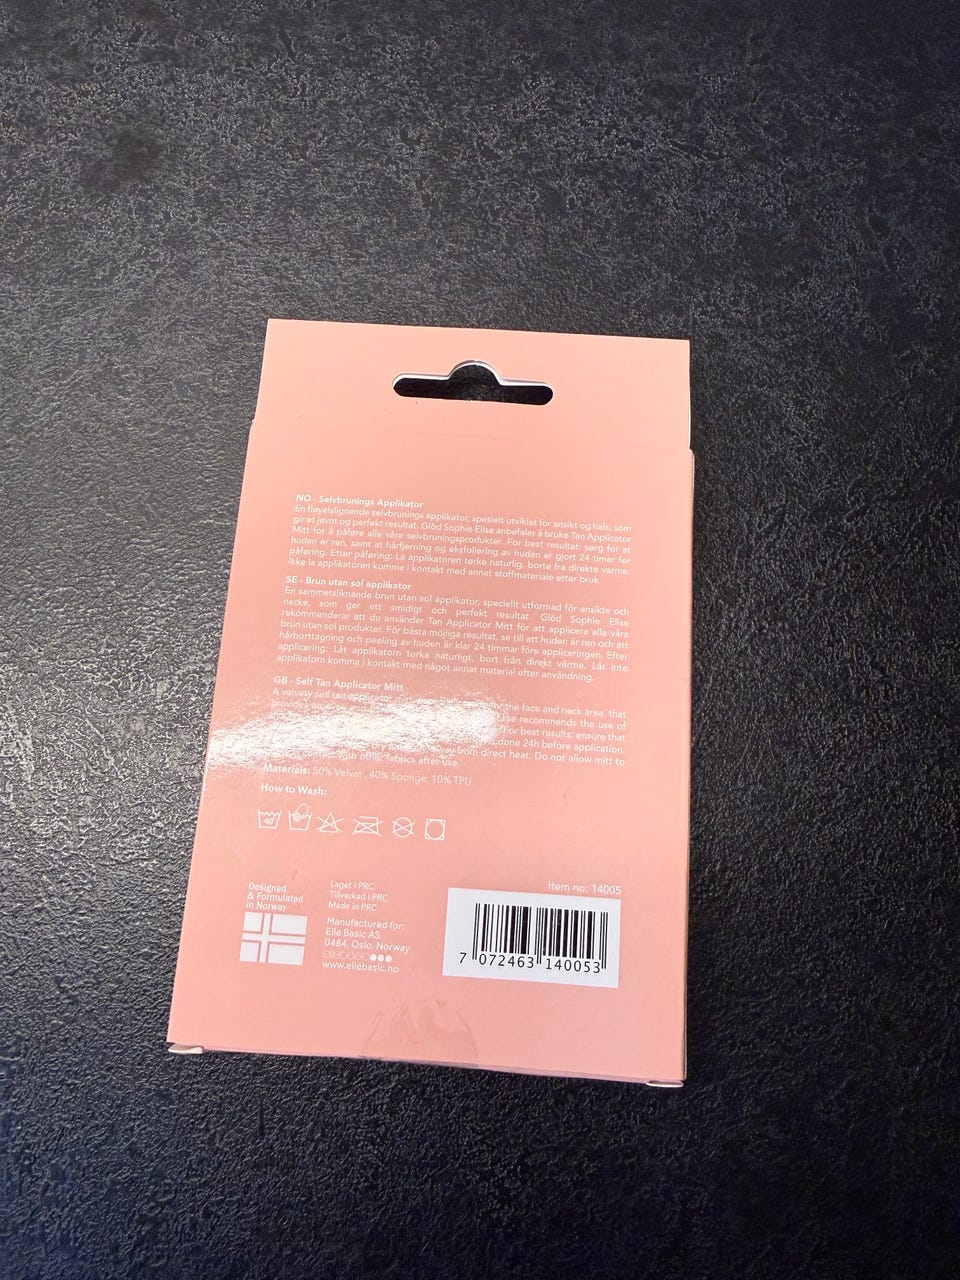 NO - Selvbrunings Applikator
En fløyelslignende selvbrunings applikator, spesielt utviklet for ansikt og hals, som
gir et jevnt og perfekt resultat. Glöd Sophie Elise anbefaler å bruke Tan Applicator
Mitt for å påføre alle våre selvbruningsprodukter. For best resultat: sørg for at
huden er ren, samt at hårfjerning og eksfoliering av huden er gjort 24 timer før
påføring. Etter påføring: La applikatoren tørke naturlig, borte fra direkte varme.
Ikke la applikatoren komme i kontakt med annet stoffmateriale etter bruk.
SE - Brun utan sol applikator
En sammetsliknande brun utan sol applikator, speciellt utformad för ansikte och
nacke, som ger ett smidigt och perfekt resultat. Glöd Sophie Elise
rekommenderar att du använder Tan Applicator Mitt för att applicera alla våra
brun utan sol produkter. För bästa möjliga resultat, se till att huden är ren och att
hårborttagning och peeling av huden är klar 24 timmar före appliceringen. Efter
applicering: Låt applikatorn torka naturligt, bort från direkt värme. Låt inte
applikatorn komma i kontakt med något annat material efter användning.
GB - Self Tan Applicator Mitt
A velvety self tan applicator mitt, for the face and neck area, that
provides an even and Elise recommends the use of
For best results: ensure that
done 24h before application.
away from direct heat. Do not allow mitt to
with other fabrics after use.
Materials: 50% Velvet, 40% Sponge, 10% TPU
How to Wash:
40
Designed
& Formulated
in Norway
Laget i PRC
Tillverkad i PRC
Made in PRC
Manufactured for:
Elle Basic AS
0484, Oslo, Norway
ellebasic
www.ellebasic.no
Item no: 14005
7 072463 140053